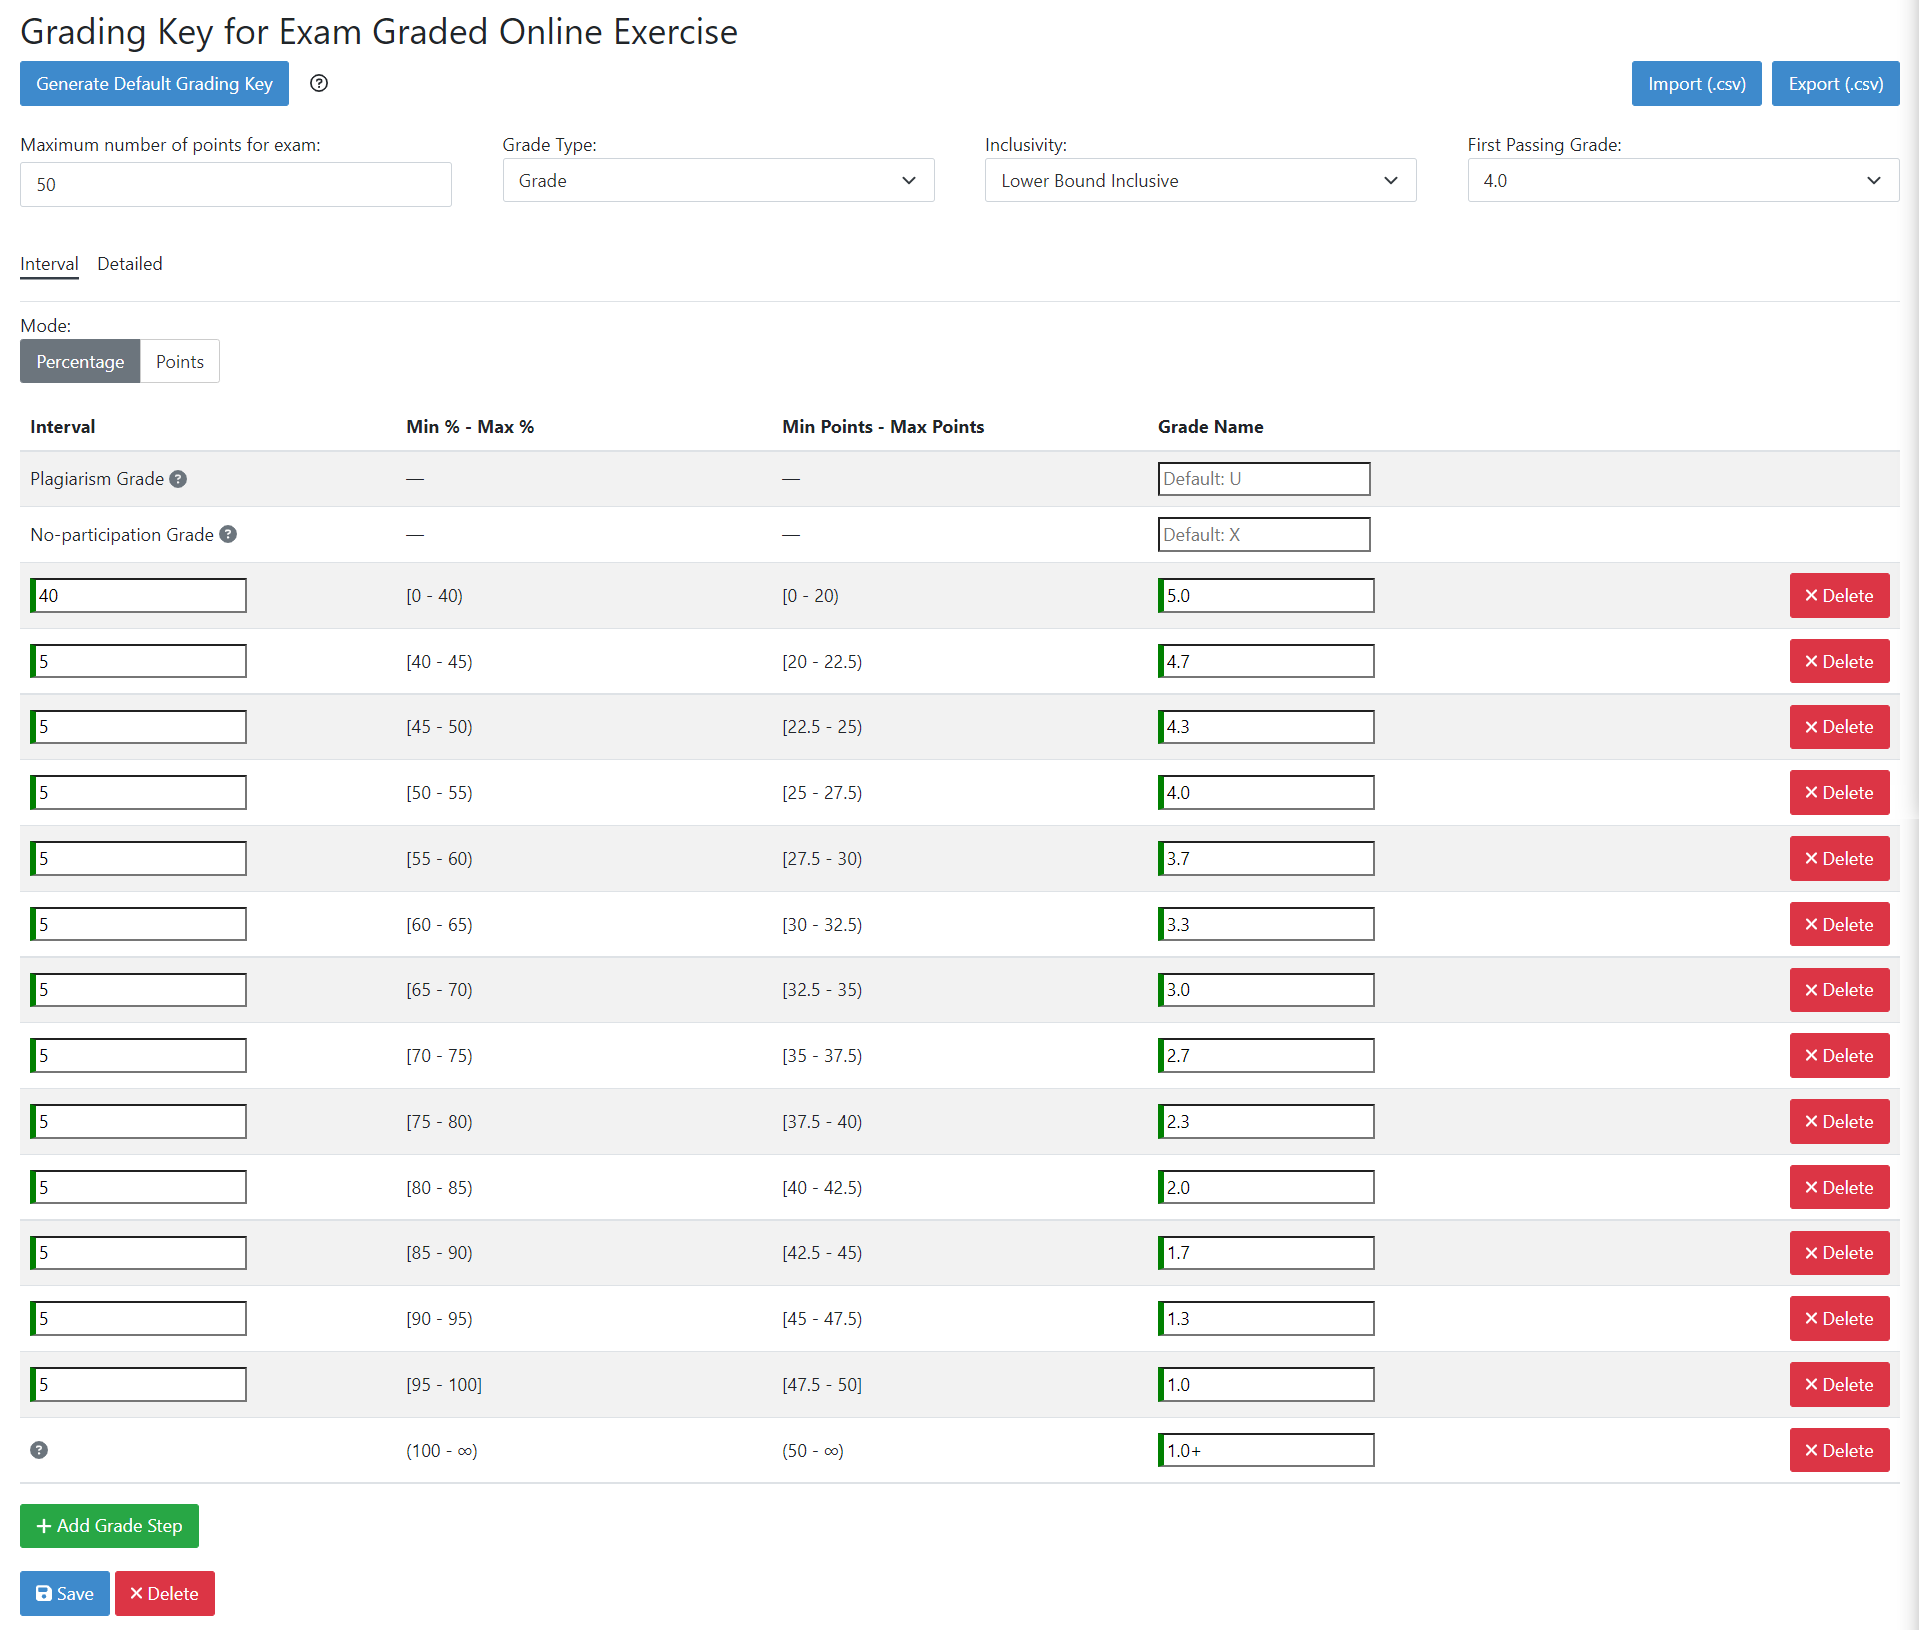 Grading Key for Exam Graded Online Exercise
Generate Default Grading Key ? Import (.csv) Export (.csv)
Maximum number of points for exam: Grade Type: Inclusivity: First Passing Grade:
50 Grade Lower Bound Inclusive 4.0
Interval Detailed
Mode:
Percentage Points
Interval Min % - Max % Min Points - Max Points Grade Name
Plagiarism Grade ? — — Default: U
No-participation Grade ? — — Default: X
40 [0 - 40) [0 - 20) 5.0 Delete
5 [40 - 45) [20 - 22.5) 4.7 Delete
5 [45 - 50) [22.5 - 25) 4.3 Delete
5 [50 - 55) [25 - 27.5) 4.0 Delete
5 [55 - 60) [27.5 - 30) 3.7 Delete
5 [60 - 65) [30 - 32.5) 3.3 Delete
5 [65 - 70) [32.5 - 35) 3.0 Delete
5 [70 - 75) [35 - 37.5) 2.7 Delete
5 [75 - 80) [37.5 - 40) 2.3 Delete
5 [80 - 85) [40 - 42.5) 2.0 Delete
5 [85 - 90) [42.5 - 45) 1.7 Delete
5 [90 - 95) [45 - 47.5) 1.3 Delete
5 [95 - 100] [47.5 - 50] 1.0 Delete
? (100 - ∞) (50 - ∞) 1.0+ Delete
+ Add Grade Step
Save Delete